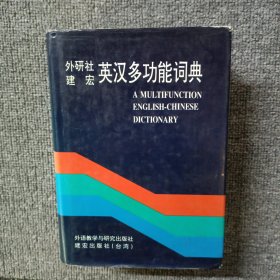 外研社 建宏 英汉多功能词典
A MULTIFUNCTION
ENGLISH-CHINESE
DICTIONARY
外语教学与研究出版社
建宏出版社(台湾)